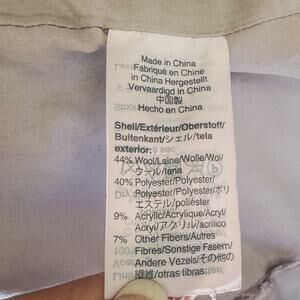 Made in China
Fabriqué en Chine
in China Hergestellt
Vervaardigd in China
中国製
Hecho en China
Shell/Extérieur/Oberstoff/
Buitenkant/シェル/tela
exterior:
44% Wool/Laine/Wolle/Wol/
ウール/lana
40% Polyester/Polyester/
Polyester/Polyester/ポリ
エステル/poliéster
9% Acrylic/Acrylique/Acryl/
Acryl/アクリル/acrílico
7% Other Fibers/Autres
Fibres/Sonstige Fasern/
Andere Vezels/その他の
繊維/otras fibras